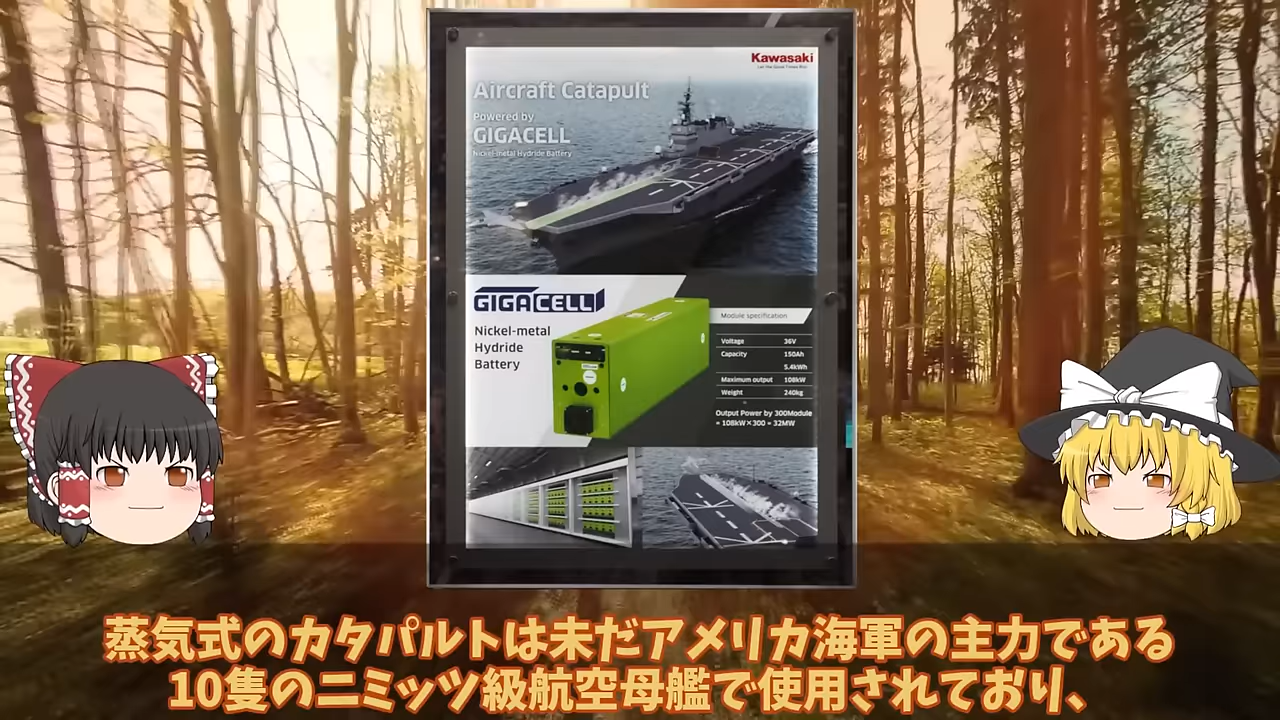 Kawasaki
Aircraft Catapult
Powered by
GIGACELL
Nickel-metal Hydride Battery
GIGACELL
Nickel-metal
Hydride
Battery
Module specification
Voltage 36V
Capacity 150Ah
5.4kWh
Maximum output 108kW
Weight 240kg
Output Power by 300Module
= 108kW×300 = 32MW
蒸気式のカタパルトは未だアメリカ海軍の主力である
10隻のニミッツ級航空母艦で使用されており、